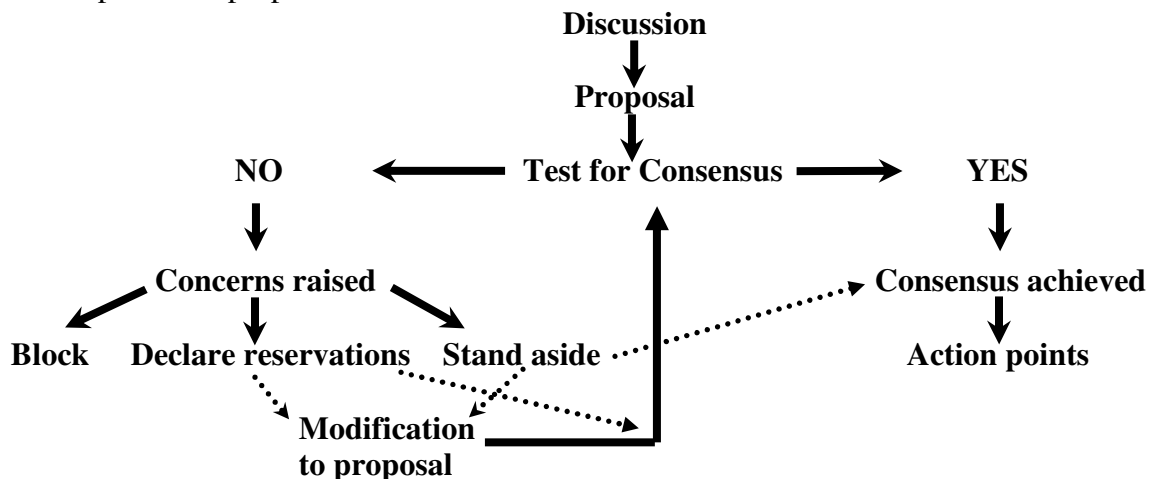 Discussion
Proposal
NO Test for Consensus YES
Concerns raised Consensus achieved
Block Declare reservations Stand aside Action points
Modification
to proposal